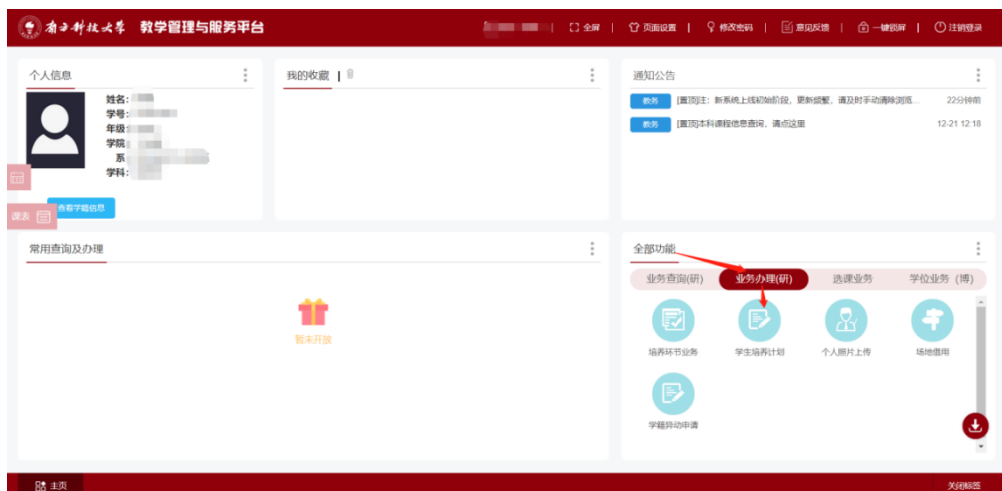 南方科技大学 教学管理与服务平台
全屏 | 页面设置 | 修改密码 | 意见反馈 | 一键锁屏 | 注销登录
个人信息
姓名:
学号:
年级:
学院:
系
学科:
查看学籍信息
课表
我的收藏 |
通知公告
教务 [置顶]注:新系统上线初始阶段,更新频繁,请及时手动清除浏览... 22分钟前
教务 [置顶]本科课程信息查询,请点这里 12-21 12:18
常用查询及办理
暂未开放
全部功能
业务查询(研) 业务办理(研) 选课业务 学位业务 (博)
培养环节业务 学生培养计划 个人照片上传 场地借用
学籍异动申请
主页 关闭标签